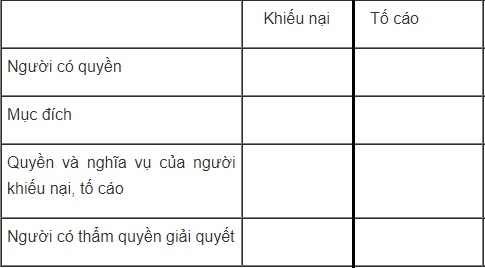 Khiếu nại Tố cáo
Người có quyền
Mục đích
Quyền và nghĩa vụ của người
khiếu nại, tố cáo
Người có thẩm quyền giải quyết